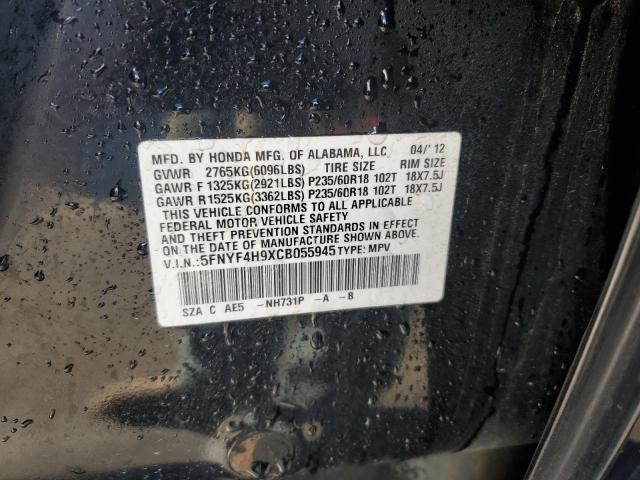 MFD. BY HONDA MFG. OF ALABAMA, LLC 04/'12
GVWR 2765KG(6096LBS) TIRE SIZE RIM SIZE
GAWR F 1325KG(2921LBS) P235/60R18 102T 18X7.5J
GAWR R1525KG(3362LBS) P235/60R18 102T 18X7.5J
THIS VEHICLE CONFORMS TO ALL APPLICABLE
FEDERAL MOTOR VEHICLE SAFETY
AND THEFT PREVENTION STANDARDS IN EFFECT
ON THE DATE OF MANUFACTURE SHOWN ABOVE.
V.I.N.:5FNYF4H9XCB055945 TYPE: MPV
SZA C AE5 -NH731P -A -B